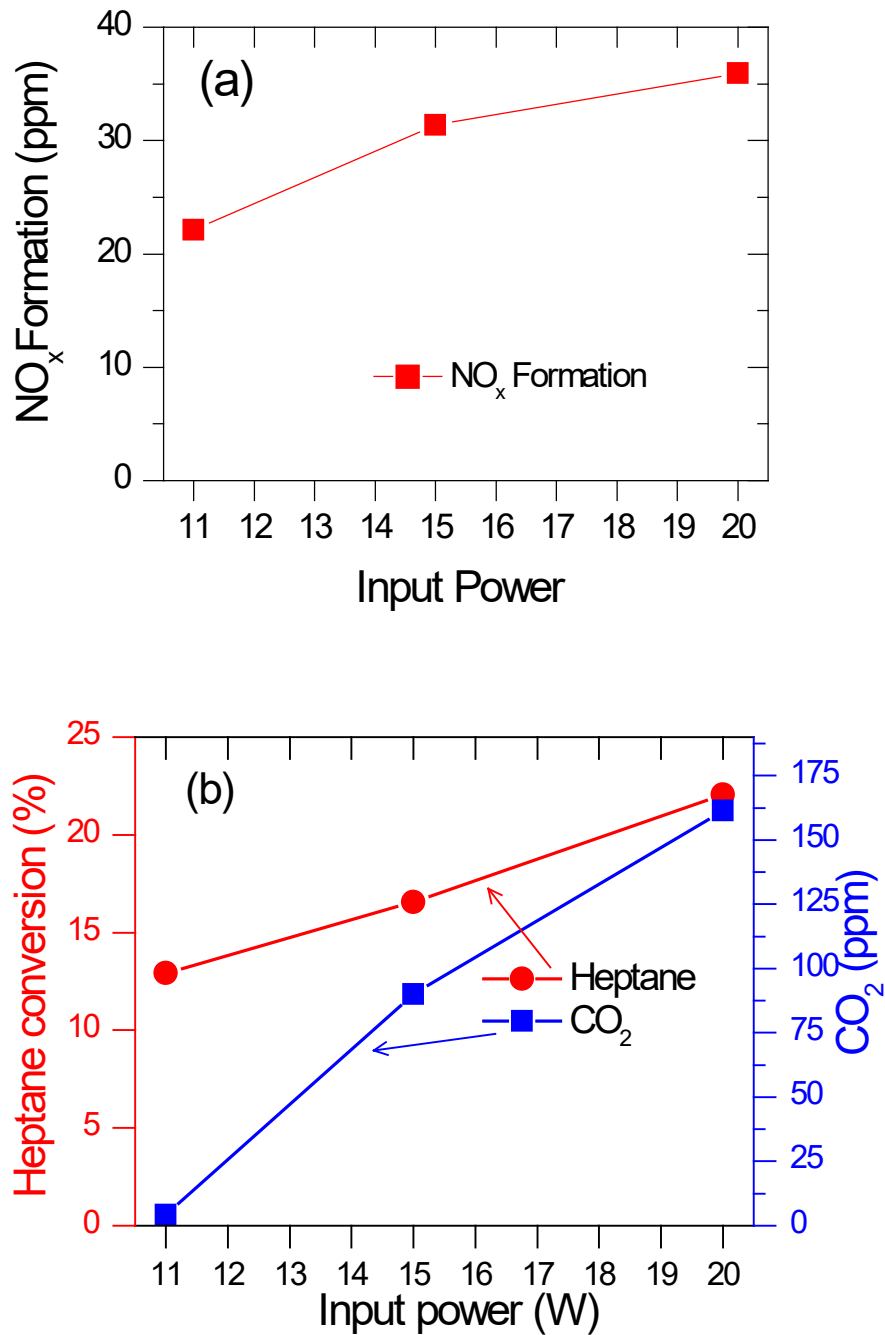 40
30
20
10
0
NOx Formation (ppm)
(a)
NOx Formation
11 12 13 14 15 16 17 18 19 20
Input Power
25
20
15
10
5
0
Heptane conversion (%)
(b)
Heptane
CO2
175
150
125
100
75
50
25
0
CO2 (ppm)
11 12 13 14 15 16 17 18 19 20
Input power (W)